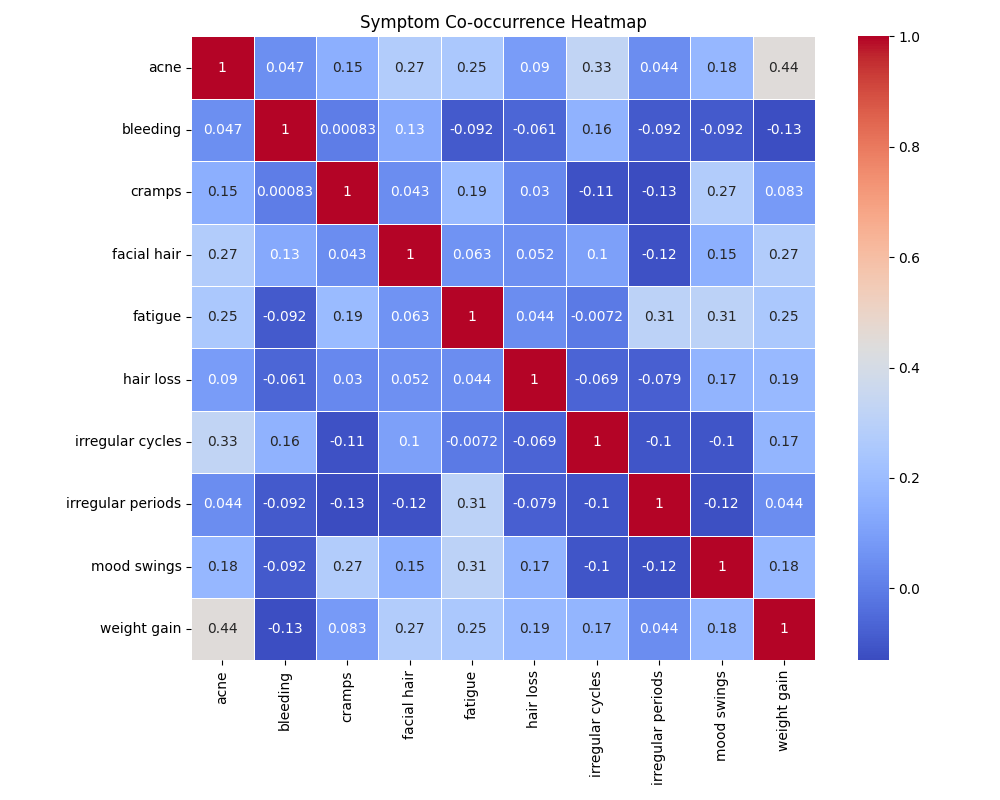 Symptom Co-occurrence Heatmap
acne 1 0.047 0.15 0.27 0.25 0.09 0.33 0.044 0.18 0.44
bleeding 0.047 1 0.00083 0.13 -0.092 -0.061 0.16 -0.092 -0.092 -0.13
cramps 0.15 0.00083 1 0.043 0.19 0.03 -0.11 -0.13 0.27 0.083
facial hair 0.27 0.13 0.043 1 0.063 0.052 0.1 -0.12 0.15 0.27
fatigue 0.25 -0.092 0.19 0.063 1 0.044 -0.0072 0.31 0.31 0.25
hair loss 0.09 -0.061 0.03 0.052 0.044 1 -0.069 -0.079 0.17 0.19
irregular cycles 0.33 0.16 -0.11 0.1 -0.0072 -0.069 1 -0.1 -0.1 0.17
irregular periods 0.044 -0.092 -0.13 -0.12 0.31 -0.079 -0.1 1 -0.12 0.044
mood swings 0.18 -0.092 0.27 0.15 0.31 0.17 -0.1 -0.12 1 0.18
weight gain 0.44 -0.13 0.083 0.27 0.25 0.19 0.17 0.044 0.18 1
acne
bleeding
cramps
facial hair
fatigue
hair loss
irregular cycles
irregular periods
mood swings
weight gain
1.0
0.8
0.6
0.4
0.2
0.0